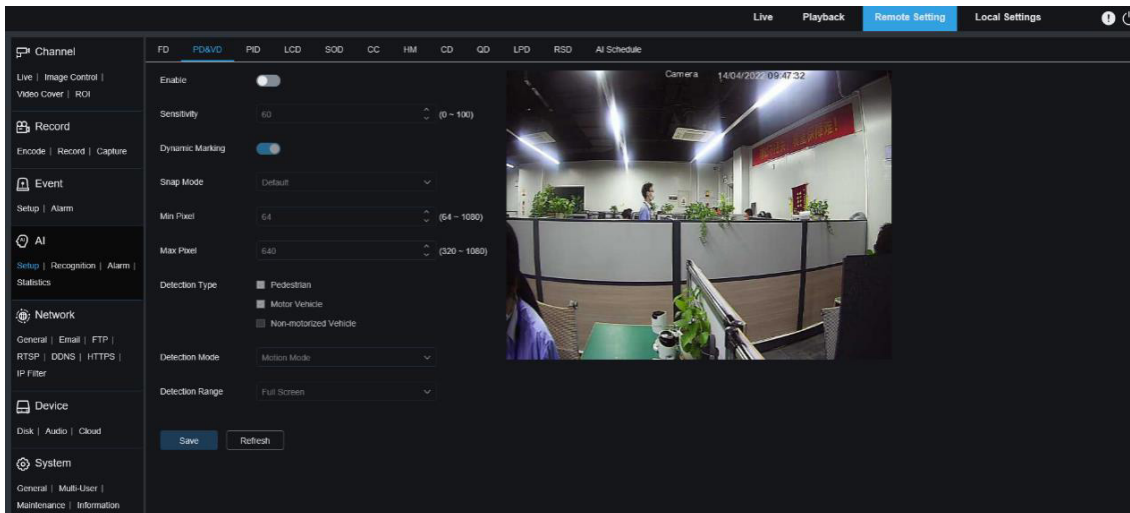 Live Playback Remote Setting Local Settings
Channel
Live | Image Control |
Video Cover | ROI
Record
Encode | Record | Capture
Event
Setup | Alarm
AI
Setup | Recognition | Alarm |
Statistics
Network
General | Email | FTP |
RTSP | DDNS | HTTPS |
IP Filter
Device
Disk | Audio | Cloud
System
General | Multi-User |
Maintenance | Information
FD PD&VD PID LCD SOD CC HM CD QD LPD RSD AI Schedule
Enable
Sensitivity 60 (0 ~ 100)
Dynamic Marking
Snap Mode Default
Min Pixel 64 (64 ~ 1080)
Max Pixel 640 (320 ~ 1080)
Detection Type Pedestrian
Motor Vehicle
Non-motorized Vehicle
Detection Mode Motion Mode
Detection Range Full Screen
Save Refresh
Camera 14/04/2022 09:47:32